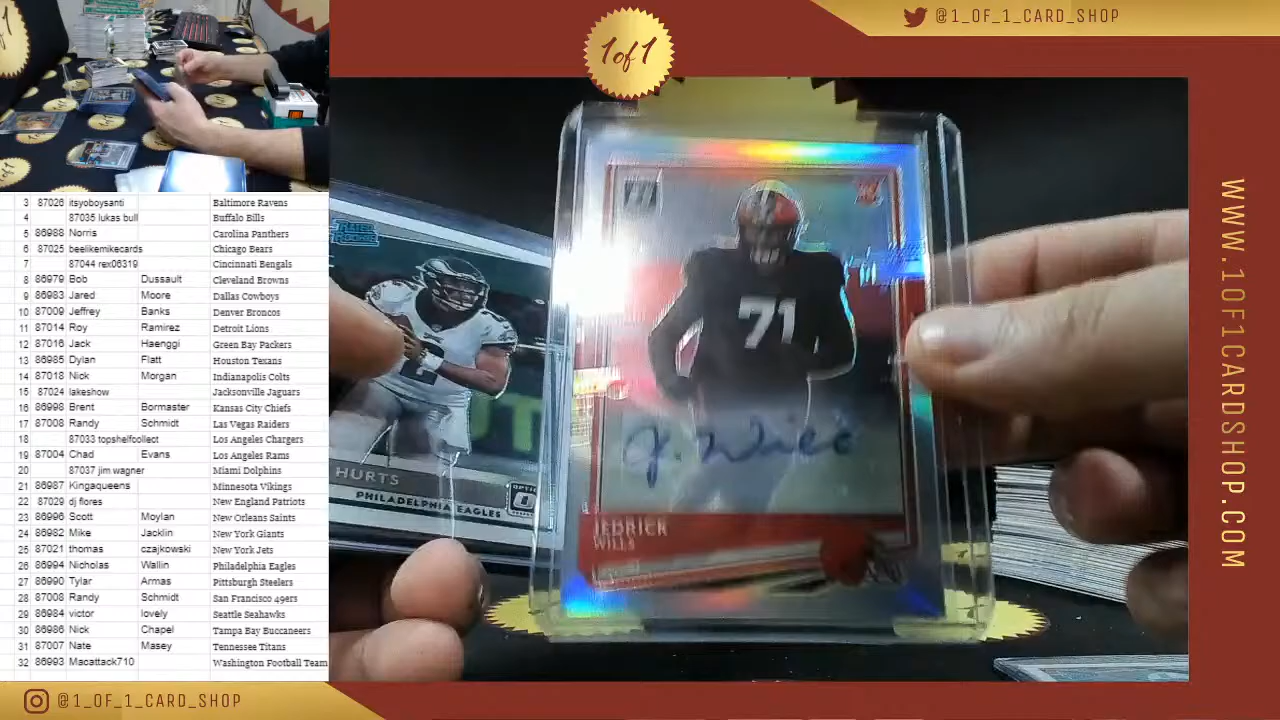 @1_OF_1_CARD_SHOP
1of1
3 87026 itsyoboysanti Baltimore Ravens
4 87035 lukas bull Buffalo Bills
5 86988 Norris Carolina Panthers
6 87025 beelikemikecards Chicago Bears
7 87044 rex06319 Cincinnati Bengals
8 86979 Bob Dussault Cleveland Browns
9 86983 Jared Moore Dallas Cowboys
10 87009 Jeffrey Banks Denver Broncos
11 87014 Roy Ramirez Detroit Lions
12 87016 Jack Haenggi Green Bay Packers
13 86985 Dylan Flatt Houston Texans
14 87018 Nick Morgan Indianapolis Colts
15 87024 lakeshow Jacksonville Jaguars
16 86998 Brent Bormaster Kansas City Chiefs
17 87008 Randy Schmidt Las Vegas Raiders
18 87033 topshelfcollect Los Angeles Chargers
19 87004 Chad Evans Los Angeles Rams
20 87037 jim wagner Miami Dolphins
21 86987 Kingaqueens Minnesota Vikings
22 87029 dj flores New England Patriots
23 86996 Scott Moylan New Orleans Saints
24 86982 Mike Jacklin New York Giants
25 87021 thomas czajkowski New York Jets
26 86994 Nicholas Wallin Philadelphia Eagles
27 86990 Tylar Armas Pittsburgh Steelers
28 87008 Randy Schmidt San Francisco 49ers
29 86984 victor lovely Seattle Seahawks
30 86986 Nick Chapel Tampa Bay Buccaneers
31 87007 Nate Masey Tennessee Titans
32 86993 Macattack710 Washington Football Team
RATED
ROOKIE
HURTS
PHILADELPHIA EAGLES
OPTIC
71
J. Wills
JEDRICK
WILLS
WWW.1OF1CARDSHOP.COM
@1_OF_1_CARD_SHOP